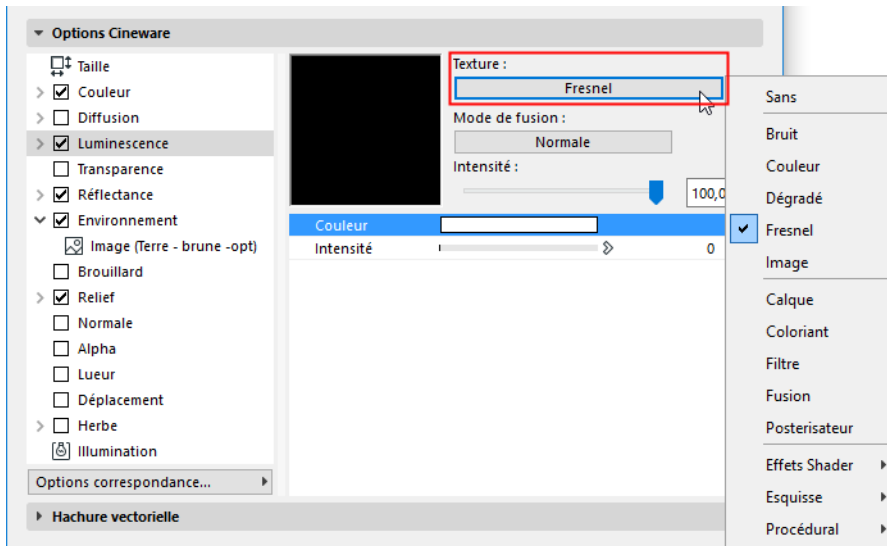 Options Cineware
Taille
Couleur
Diffusion
Luminescence
Transparence
Réflectance
Environnement
Image (Terre - brune -opt)
Brouillard
Relief
Normale
Alpha
Lueur
Déplacement
Herbe
Illumination
Options correspondance...
Texture :
Fresnel
Mode de fusion :
Normale
Intensité :
100,0
Couleur
Intensité 0
Sans
Bruit
Couleur
Dégradé
Fresnel
Image
Calque
Coloriant
Filtre
Fusion
Posterisateur
Effets Shader
Esquisse
Procédural
Hachure vectorielle